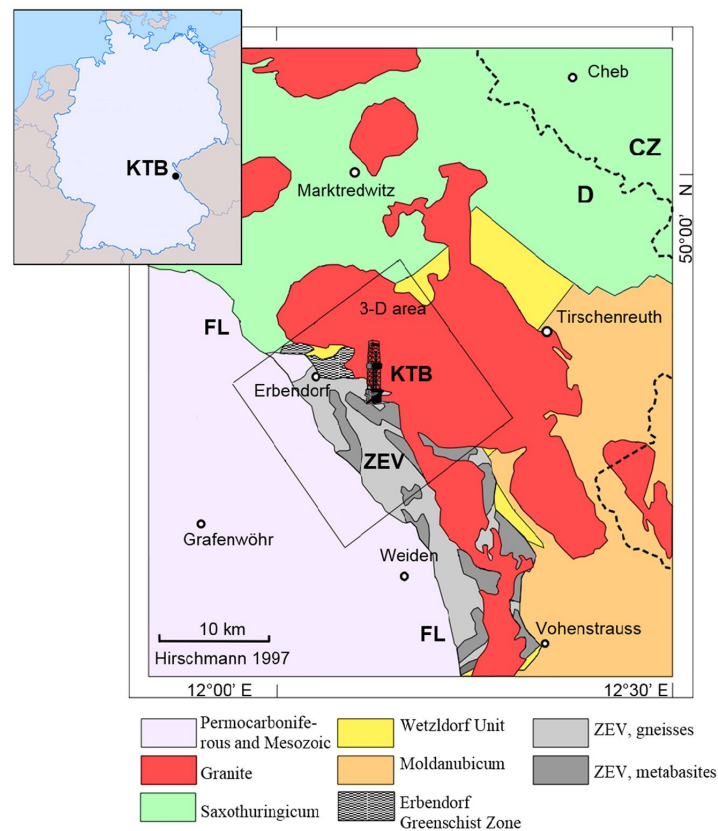 KTB
Cheb
CZ
Marktredwitz
D
50°00' N
3-D area
FL
Tirschenreuth
KTB
Erbendorf
ZEV
Grafenwöhr
Weiden
10 km
FL
Vohenstrauss
Hirschmann 1997
12°00' E
12°30' E
Permocarbonife-
rous and Mesozoic
Wetzldorf Unit
ZEV, gneisses
Granite
Moldanubicum
ZEV, metabasites
Saxothuringicum
Erbendorf
Greenschist Zone